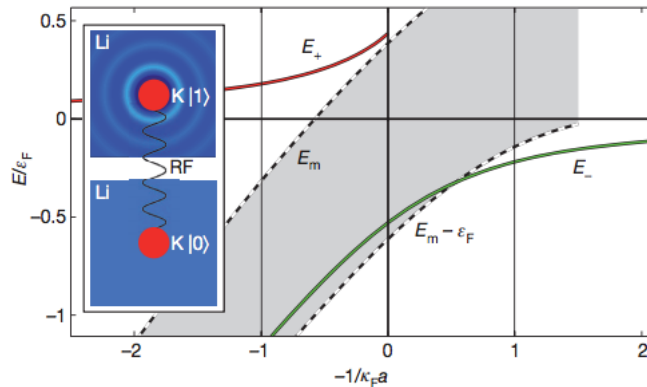 0.5
0
-0.5
-1
E/εF
Li
K |1⟩
RF
Li
K |0⟩
E+
Em
Em – εF
E–
-2
-1
0
1
2
-1/κFa